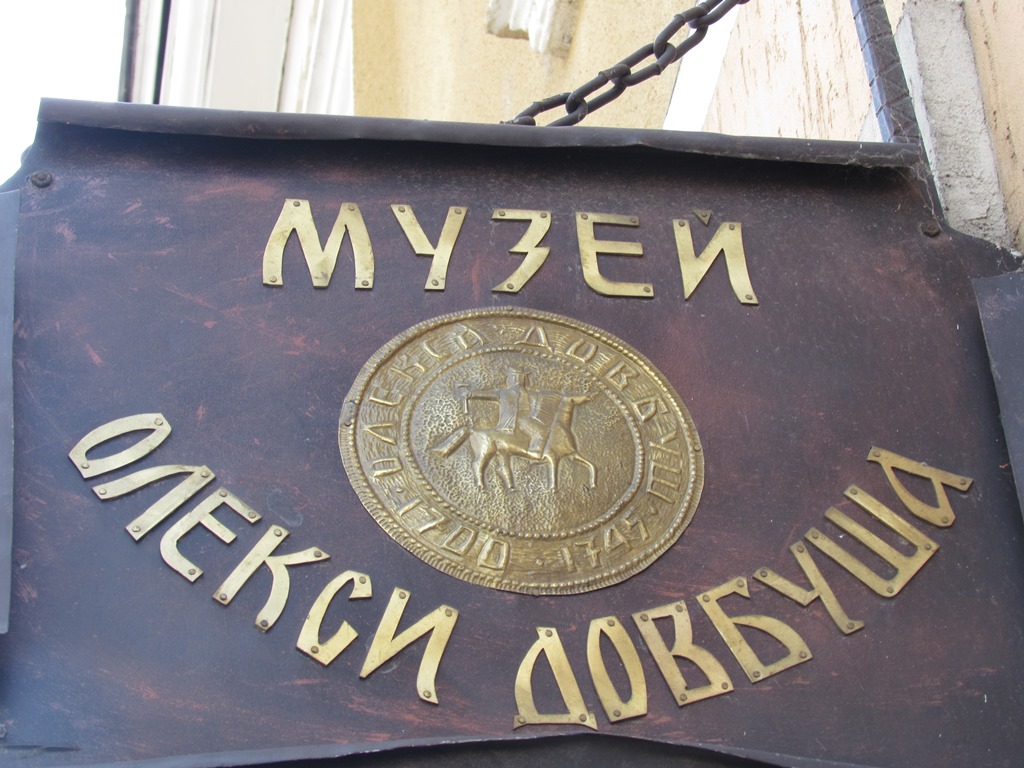 МУЗЕЙ
ОЛЕКСА ДОВБУШ
1700 · 1745
ОЛЕКСИ ДОВБУША